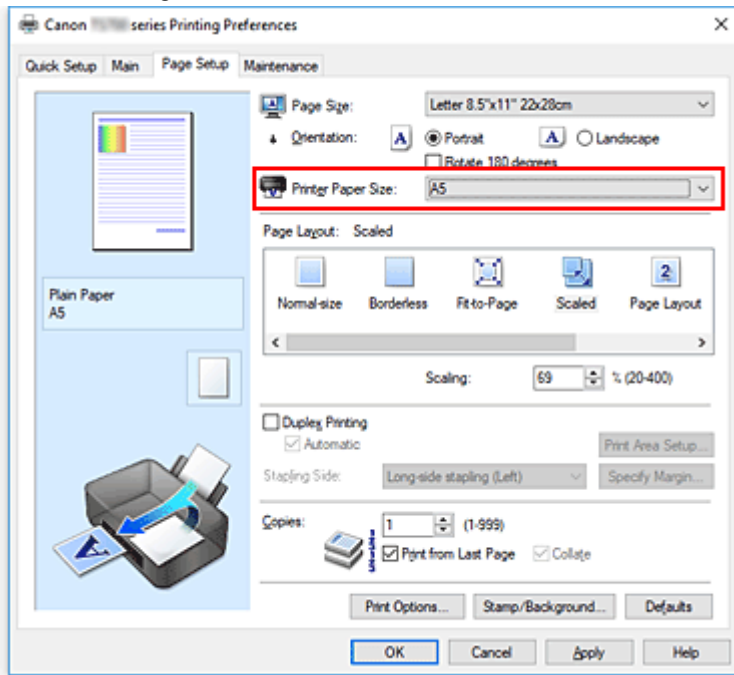 Canon series Printing Preferences
Quick Setup Main Page Setup Maintenance
Page Size: Letter 8.5"x11" 22x28cm
Orientation: A Portrait A Landscape
Rotate 180 degrees
Printer Paper Size: A5
Page Layout: Scaled
2
Normal-size Borderless Fit-to-Page Scaled Page Layout
Plain Paper
A5
Scaling: 69 % (20-400)
Duplex Printing
Automatic
Print Area Setup...
Stapling Side: Long-side stapling (Left) Specify Margin...
Copies: 1 (1-999)
Print from Last Page Collate
A
Print Options... Stamp/Background... Defaults
OK Cancel Apply Help